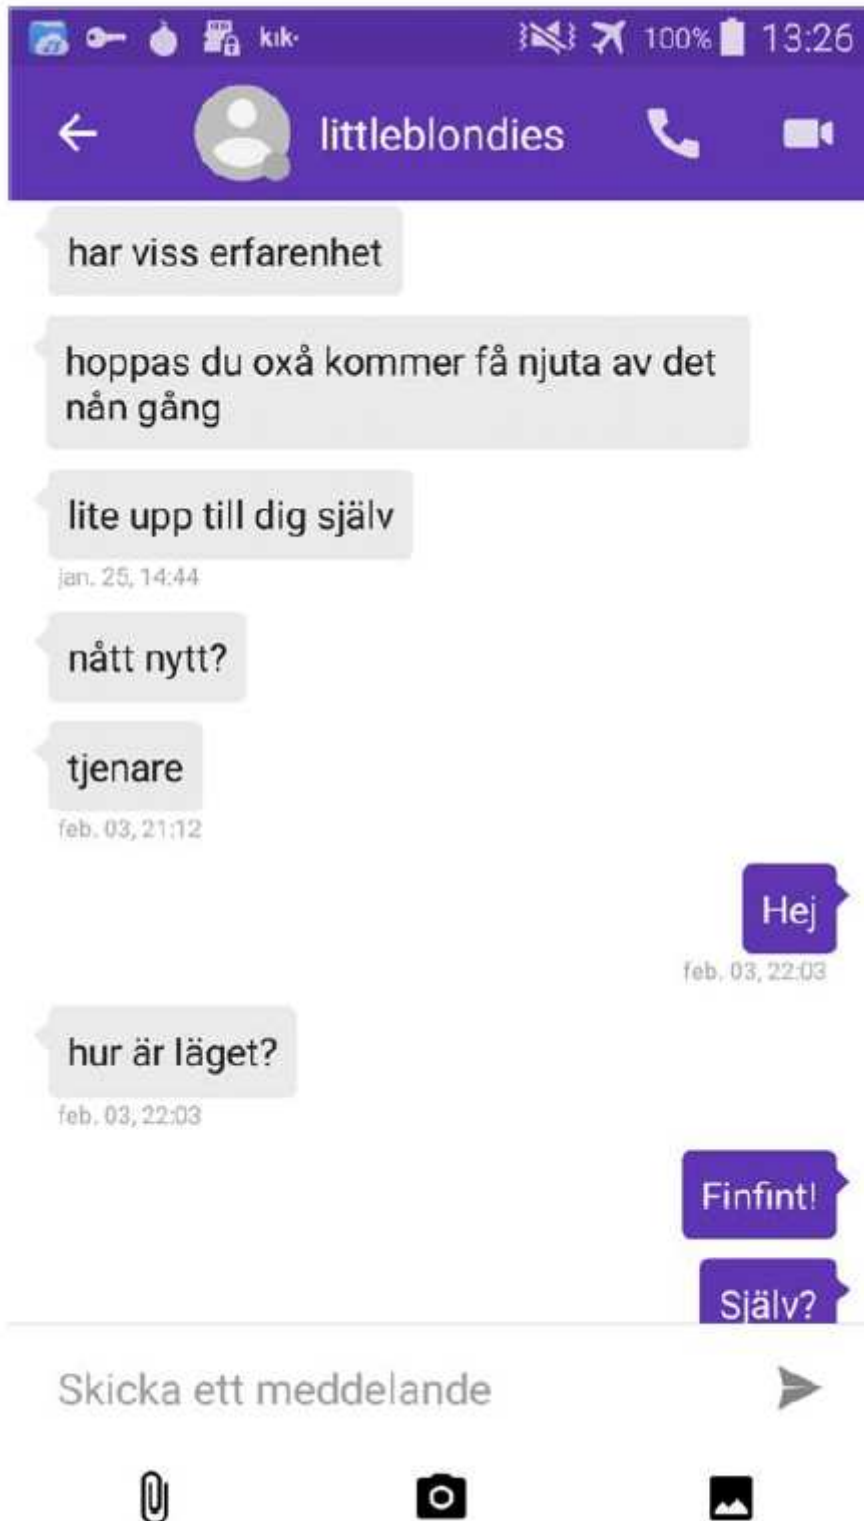 kik·
100% 13:26
littleblondies
har viss erfarenhet
hoppas du oxå kommer få njuta av det
nån gång
lite upp till dig själv
jan. 25, 14:44
nått nytt?
tjenare
feb. 03, 21:12
Hej
feb. 03, 22:03
hur är läget?
feb. 03, 22:03
Finfint!
Själv?
Skicka ett meddelande